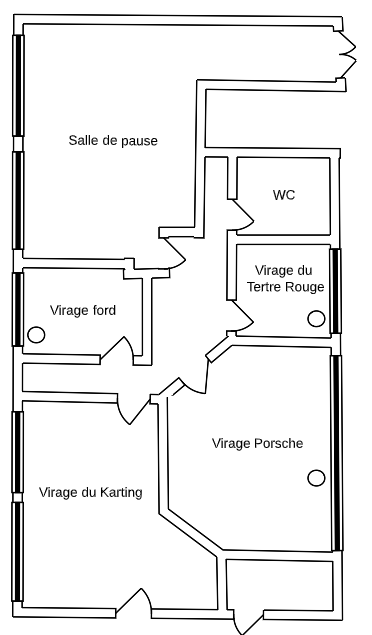 Salle de pause
WC
Virage du
Tertre Rouge
Virage ford
Virage Porsche
Virage du Karting